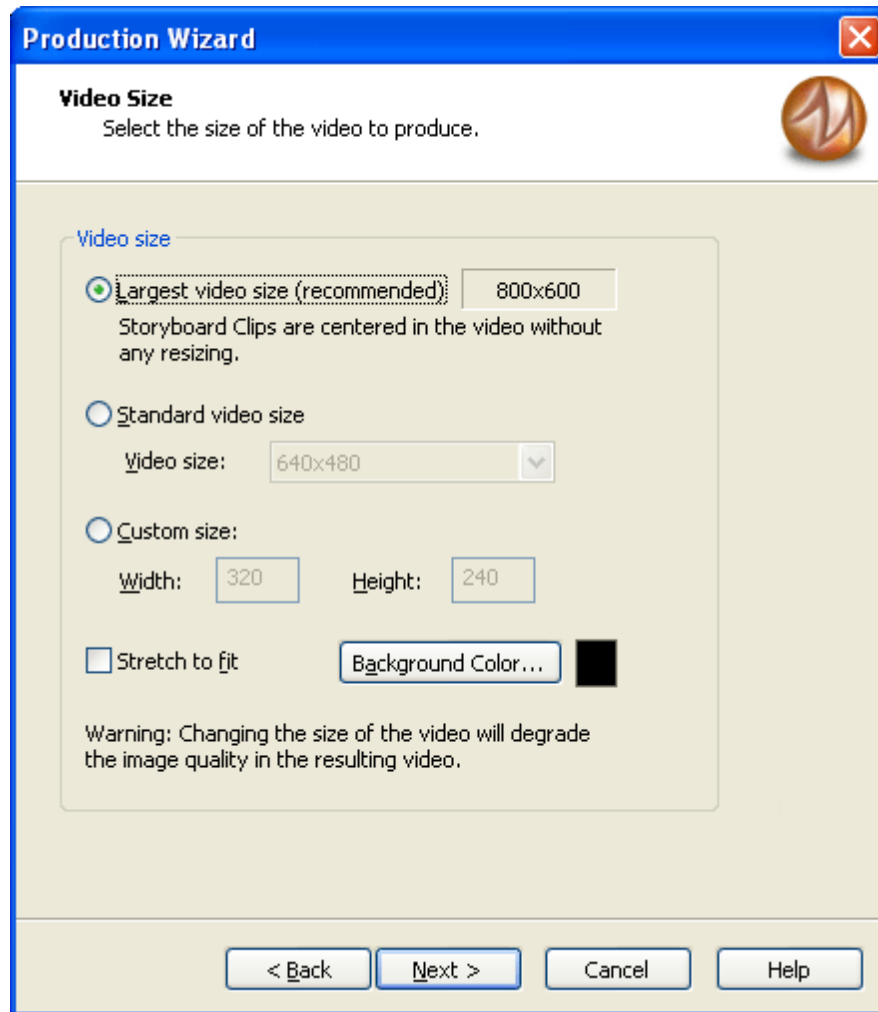 Production Wizard
Video Size
Select the size of the video to produce.
Video size
Largest video size (recommended) 800x600
Storyboard Clips are centered in the video without
any resizing.
Standard video size
Video size: 640x480
Custom size:
Width: 320 Height: 240
Stretch to fit Background Color...
Warning: Changing the size of the video will degrade
the image quality in the resulting video.
< Back Next > Cancel Help